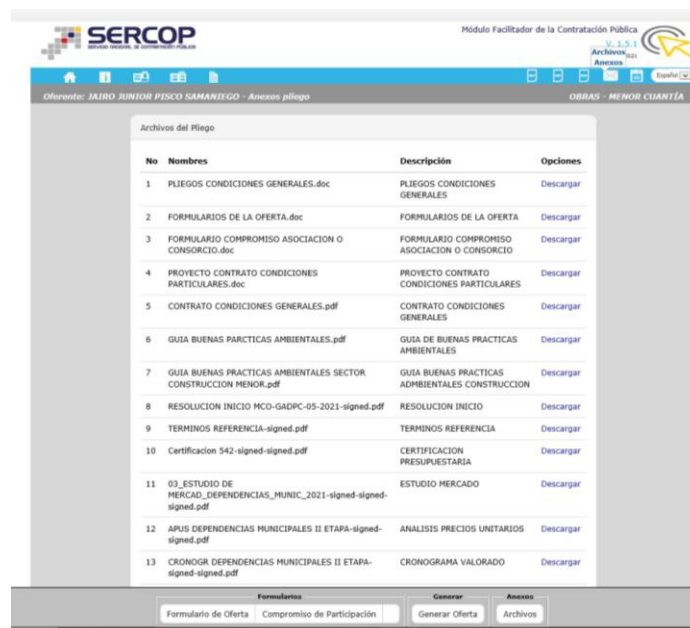 SERCOP
SERVICIO NACIONAL DE CONTRATACIÓN PÚBLICA
Módulo Facilitador de la Contratación Pública
V. 1.5.1
Archivos
Anexos
Español
Oferente: JAIRO JUNIOR PISCO SAMANIEGO - Anexos pliego
OBRAS - MENOR CUANTÍA
Archivos del Pliego
No Nombres Descripción Opciones
1 PLIEGOS CONDICIONES GENERALES.doc PLIEGOS CONDICIONES Descargar
GENERALES
2 FORMULARIOS DE LA OFERTA.doc FORMULARIOS DE LA OFERTA Descargar
3 FORMULARIO COMPROMISO ASOCIACION O FORMULARIO COMPROMISO Descargar
CONSORCIO.doc ASOCIACION O CONSORCIO
4 PROYECTO CONTRATO CONDICIONES PROYECTO CONTRATO Descargar
PARTICULARES.doc CONDICIONES PARTICULARES
5 CONTRATO CONDICIONES GENERALES.pdf CONTRATO CONDICIONES Descargar
GENERALES
6 GUIA BUENAS PARCTICAS AMBIENTALES.pdf GUIA DE BUENAS PRACTICAS Descargar
AMBIENTALES
7 GUIA BUENAS PRACTICAS AMBIENTALES SECTOR GUIA BUENAS PRACTICAS Descargar
CONSTRUCCION MENOR.pdf ADMBIENTALES CONSTRUCCION
8 RESOLUCION INICIO MCO-GADPC-05-2021-signed.pdf RESOLUCION INICIO Descargar
9 TERMINOS REFERENCIA-signed.pdf TERMINOS REFERENCIA Descargar
10 Certificacion 542-signed-signed.pdf CERTIFICACION Descargar
PRESUPUESTARIA
11 03_ESTUDIO DE ESTUDIO MERCADO Descargar
MERCAD_DEPENDENCIAS_MUNIC_2021-signed-signed-
signed.pdf
12 APUS DEPENDENCIAS MUNICIPALES II ETAPA-signed- ANALISIS PRECIOS UNITARIOS Descargar
signed.pdf
13 CRONOGR DEPENDENCIAS MUNICIPALES II ETAPA- CRONOGRAMA VALORADO Descargar
signed-signed.pdf
Formularios Generar Anexos
Formulario de Oferta Compromiso de Participación Generar Oferta Archivos